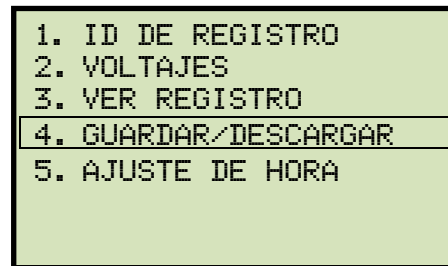 1. ID DE REGISTRO
2. VOLTAJES
3. VER REGISTRO
4. GUARDAR/DESCARGAR
5. AJUSTE DE HORA